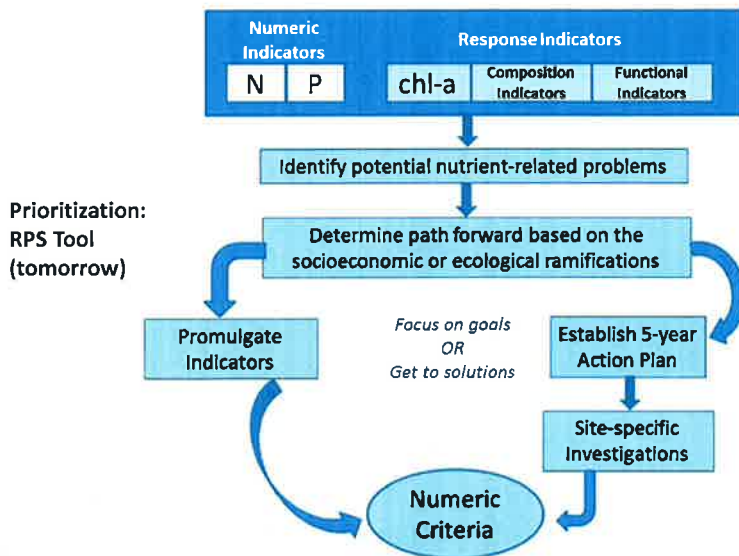 Numeric
Indicators
Response Indicators
N
P
chl-a
Composition
Indicators
Functional
Indicators
Identify potential nutrient-related problems
Prioritization:
RPS Tool
(tomorrow)
Determine path forward based on the
socioeconomic or ecological ramifications
Promulgate
Indicators
Focus on goals
OR
Get to solutions
Establish 5-year
Action Plan
Site-specific
Investigations
Numeric
Criteria